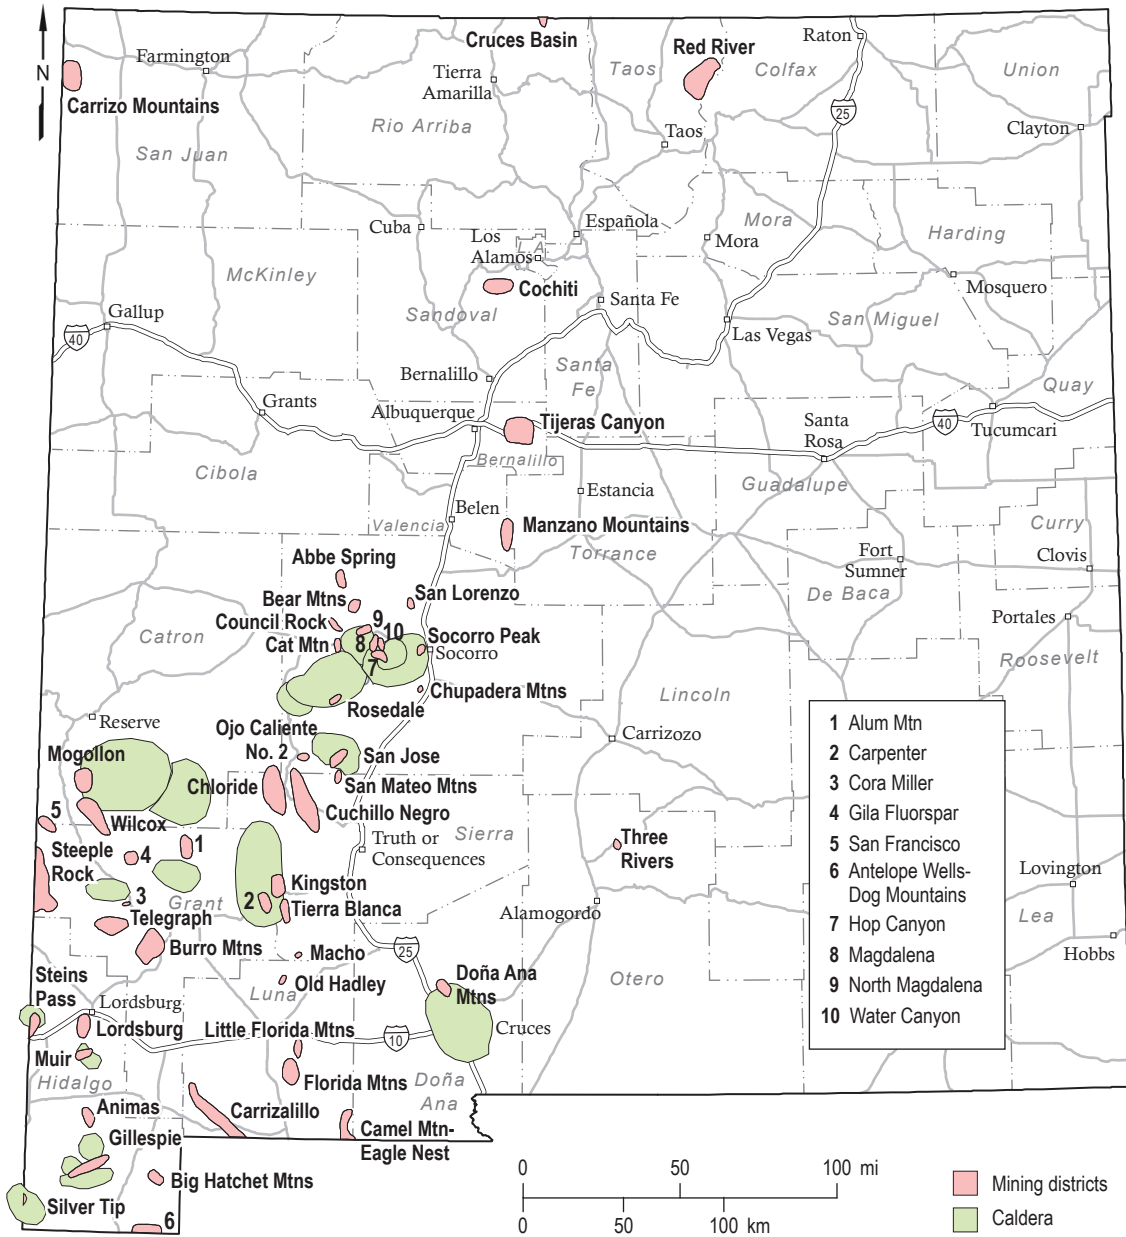 Cruces Basin
Red River
Raton
Farmington
Tierra
Amarilla
Taos
Colfax
Union
N
Carrizo Mountains
25
Rio Arriba
Clayton
Taos
San Juan
Cuba
Española
Mora
Los
Alamos
L A
Mora
Harding
McKinley
Cochiti
Mosquero
Santa Fe
Sandoval
San Miguel
Gallup
40
Las Vegas
Santa
Fe
Bernalillo
Quay
Grants
Albuquerque
Tijeras Canyon
Santa
Rosa
40
Tucumcari
Bernalillo
Cibola
Guadalupe
Estancia
Belen
Valencia
Manzano Mountains
Curry
Torrance
Fort
Sumner
Clovis
Abbe Spring
De Baca
Bear Mtns
San Lorenzo
Council Rock
9
10
Portales
Catron
Cat Mtn
8
Socorro Peak
Socorro
7
Roosevelt
Chupadera Mtns
Lincoln
Rosedale
Reserve
Ojo Caliente
No. 2
Carrizozo
Mogollon
San Jose
Chloride
San Mateo Mtns
Cuchillo Negro
5
Wilcox
Truth or
Consequences
Sierra
Three
Rivers
Steeple
Rock
4
1
Kingston
3
Grant
2
Tierra Blanca
Lovington
Telegraph
Alamogordo
Lea
Burro Mtns
25
Macho
Hobbs
Steins
Pass
Old Hadley
Doña Ana
Mtns
Otero
Luna
Lordsburg
Lordsburg
Little Florida Mtns
10
Cruces
Muir
Hidalgo
Florida Mtns
Doña
Ana
Animas
Carrizalillo
Gillespie
Camel Mtn-
Eagle Nest
Big Hatchet Mtns
Silver Tip
6
1 Alum Mtn
2 Carpenter
3 Cora Miller
4 Gila Fluorspar
5 San Francisco
6 Antelope Wells-
Dog Mountains
7 Hop Canyon
8 Magdalena
9 North Magdalena
10 Water Canyon
0 50 100 mi
0 50 100 km
Mining districts
Caldera